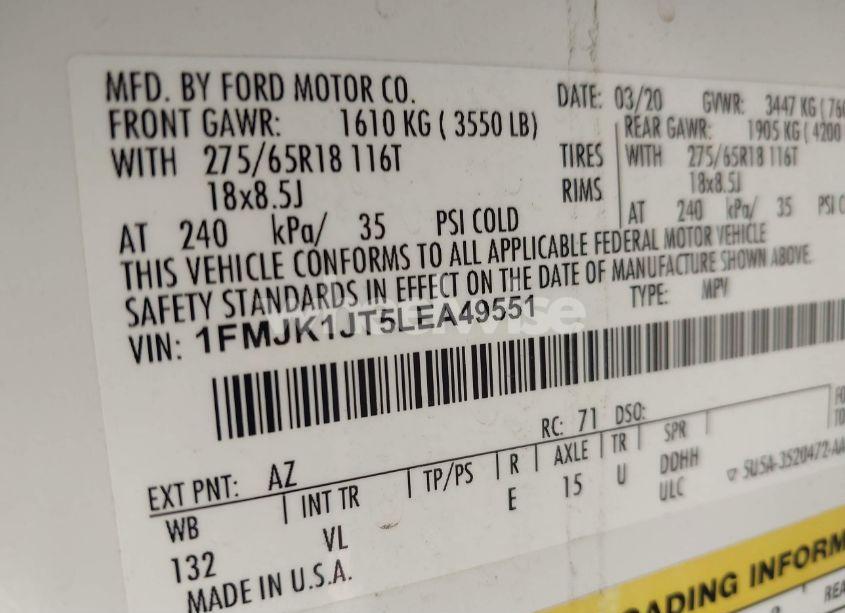 MFD. BY FORD MOTOR CO. DATE: 03/20 GVWR: 3447 KG (
FRONT GAWR: 1610 KG ( 3550 LB) REAR GAWR: 1905 KG ( 4200
WITH 275/65R18 116T TIRES WITH 275/65R18 116T
18x8.5J RIMS 18x8.5J
AT 240 kPa/ 35 PSI COLD AT 240 kPa/ 35 PSI
THIS VEHICLE CONFORMS TO ALL APPLICABLE FEDERAL MOTOR VEHICLE
SAFETY STANDARDS IN EFFECT ON THE DATE OF MANUFACTURE SHOWN ABOVE.
VIN: 1FMJK1JT5LEA49551 TYPE: MPV
RC: 71 DSO:
EXT PNT: AZ
WB INT TR TP/PS R AXLE TR SPR
132 VL E 15 U DDHH
ULC
MADE IN U.S.A.
ADING INFORM